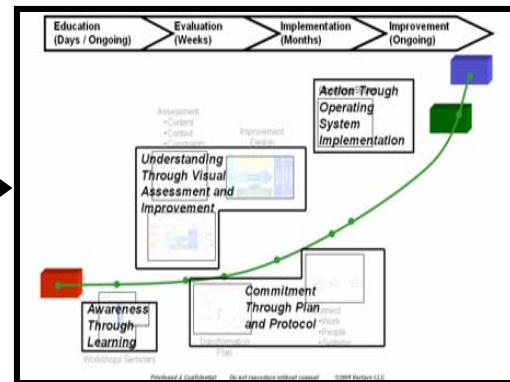 Education
(Days / Ongoing)
Evaluation
(Weeks)
Implementation
(Months)
Improvement
(Ongoing)
Action Trough
Operating
System
Implementation
Assessment
•Content
•Context
•Constraints
Improvement
Design
Understanding
Through Visual
Assessment and
Improvement
Commitment
Through Plan
and Protocol
•Work
•People
•Systems
Awareness
Through
Learning
Workshops Seminars
Transformation
Plan
Privileged & Confidential Do not reproduce without consent ©2009 Vertzre LLC